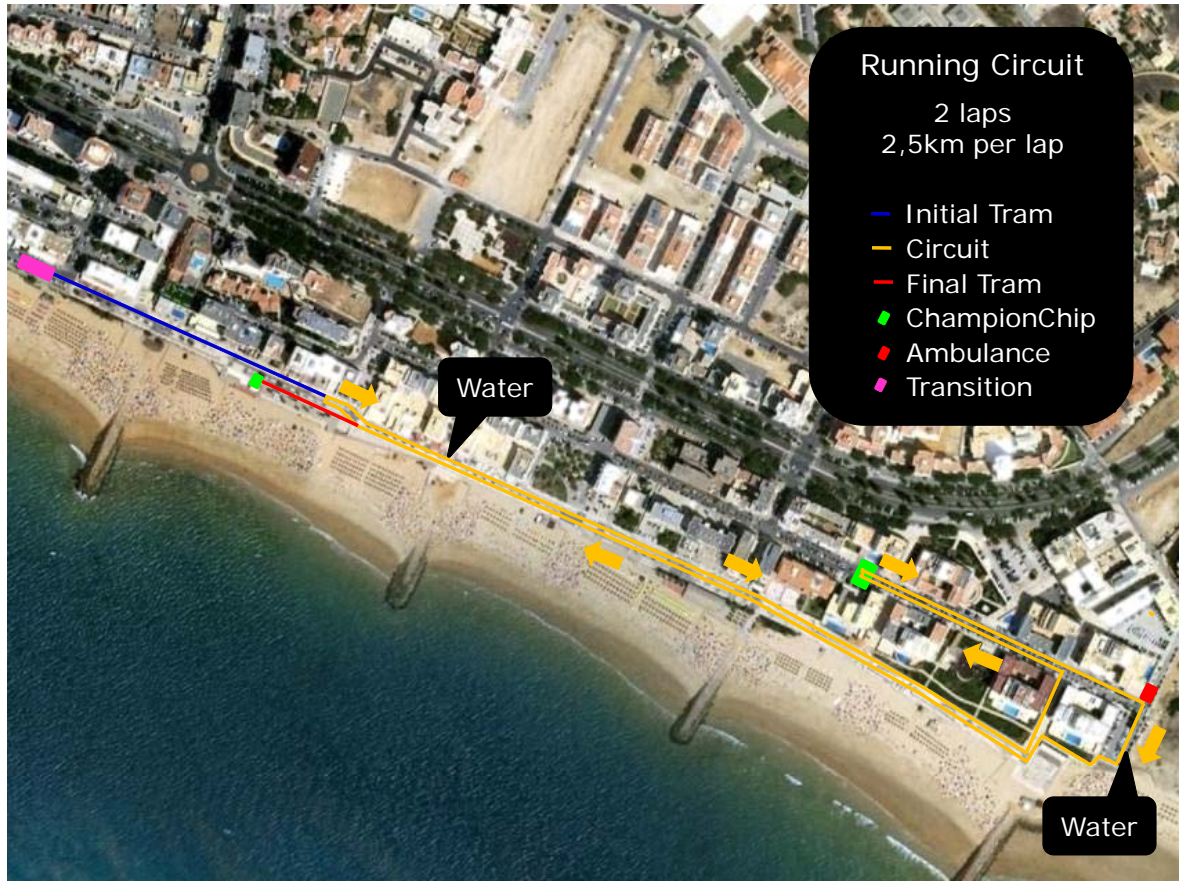 Running Circuit
2 laps
2,5km per lap
Initial Tram
Circuit
Final Tram
ChampionChip
Ambulance
Transition
Water
Water